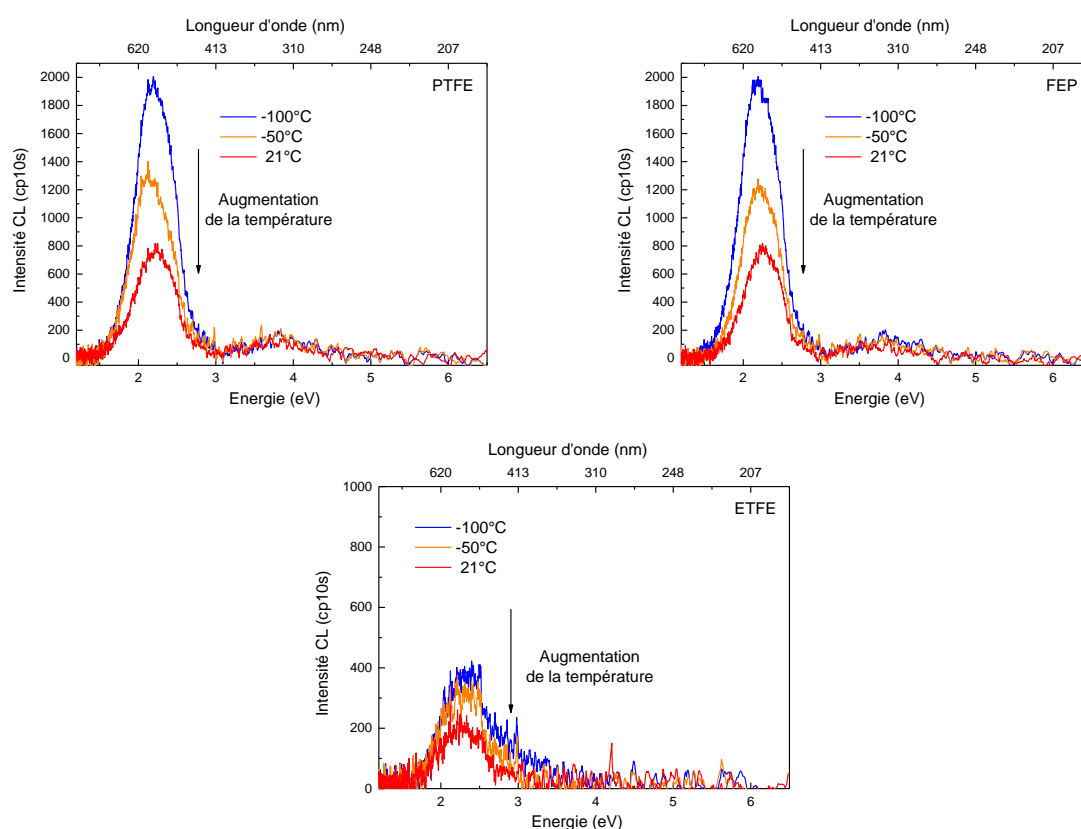 Longueur d'onde (nm)
620 413 310 248 207
2000
1800
1600
1400
1200
1000
800
600
400
200
0
Intensité CL (cp10s)
PTFE
-100°C
-50°C
21°C
Augmentation
de la température
2 3 4 5 6
Energie (eV)
Longueur d'onde (nm)
620 413 310 248 207
2000
1800
1600
1400
1200
1000
800
600
400
200
0
Intensité CL (cp10s)
FEP
-100°C
-50°C
21°C
Augmentation
de la température
2 3 4 5 6
Energie (eV)
Longueur d'onde (nm)
620 413 310 248 207
1000
800
600
400
200
0
Intensité CL (cp10s)
ETFE
-100°C
-50°C
21°C
Augmentation
de la température
2 3 4 5 6
Energie (eV)